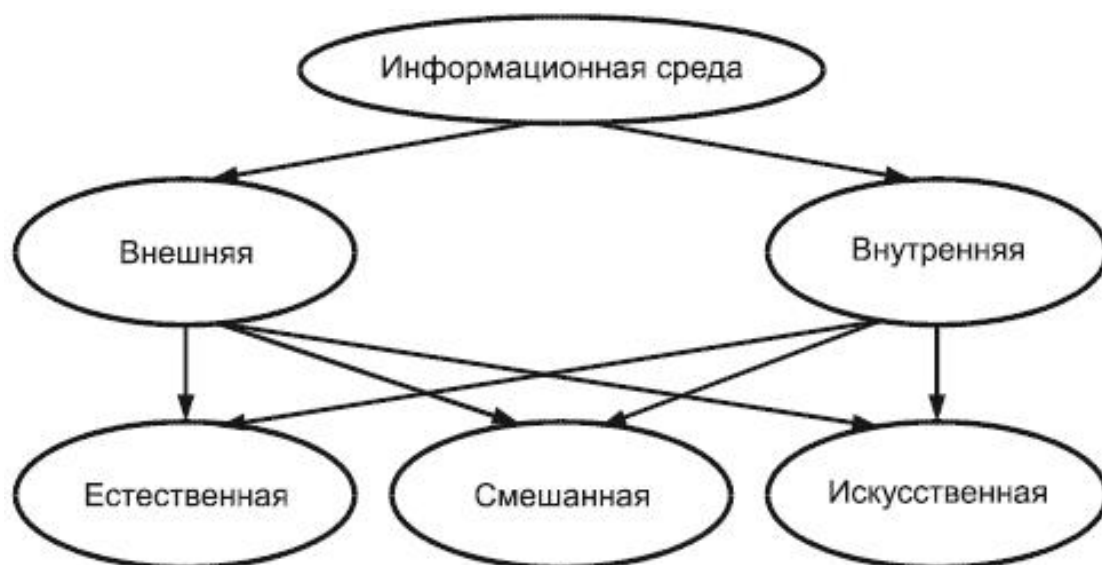 Информационная среда
Внешняя
Внутренняя
Естественная
Смешанная
Искусственная